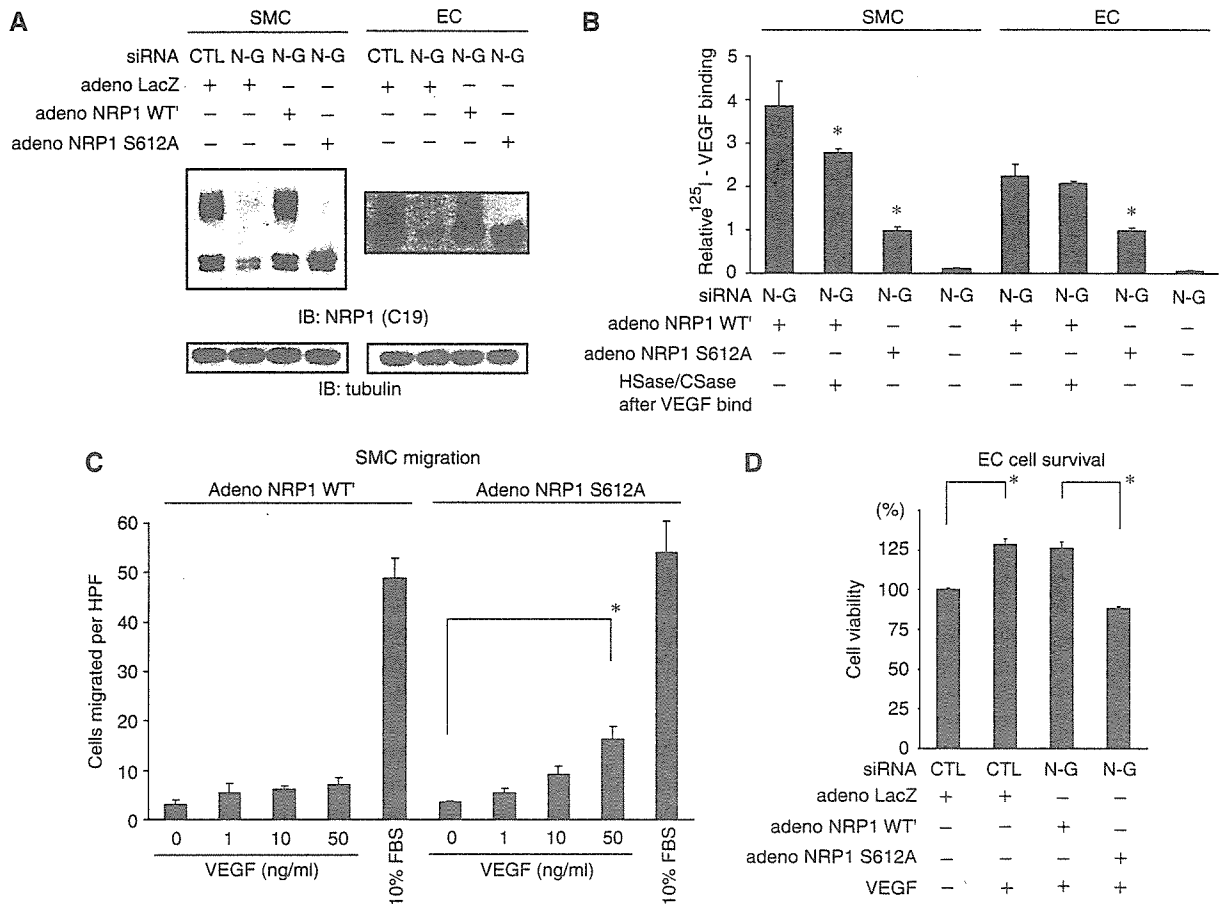 A
SMC EC
siRNA CTL N-G N-G N-G CTL N-G N-G N-G
adeno LacZ + + − − + + − −
adeno NRP1 WT' − − + − − − + −
adeno NRP1 S612A − − − + − − − +
IB: NRP1 (C19)
IB: tubulin
B
SMC EC
Relative 125I - VEGF binding
5
4
3
2
1
0
* * *
siRNA N-G N-G N-G N-G N-G N-G N-G N-G
adeno NRP1 WT' + + − − + + − −
adeno NRP1 S612A − − + − − − + −
HSase/CSase
after VEGF bind − + − − − + − −
C
SMC migration
Adeno NRP1 WT' Adeno NRP1 S612A
Cells migrated per HPF
60
50
40
30
20
10
0
*
0 1 10 50 10% FBS 0 1 10 50 10% FBS
VEGF (ng/ml) VEGF (ng/ml)
D
EC cell survival
* *
(%)
Cell viability
125
100
75
50
25
0
siRNA CTL CTL N-G N-G
adeno LacZ + + − −
adeno NRP1 WT' − − + −
adeno NRP1 S612A − − − +
VEGF − + + +